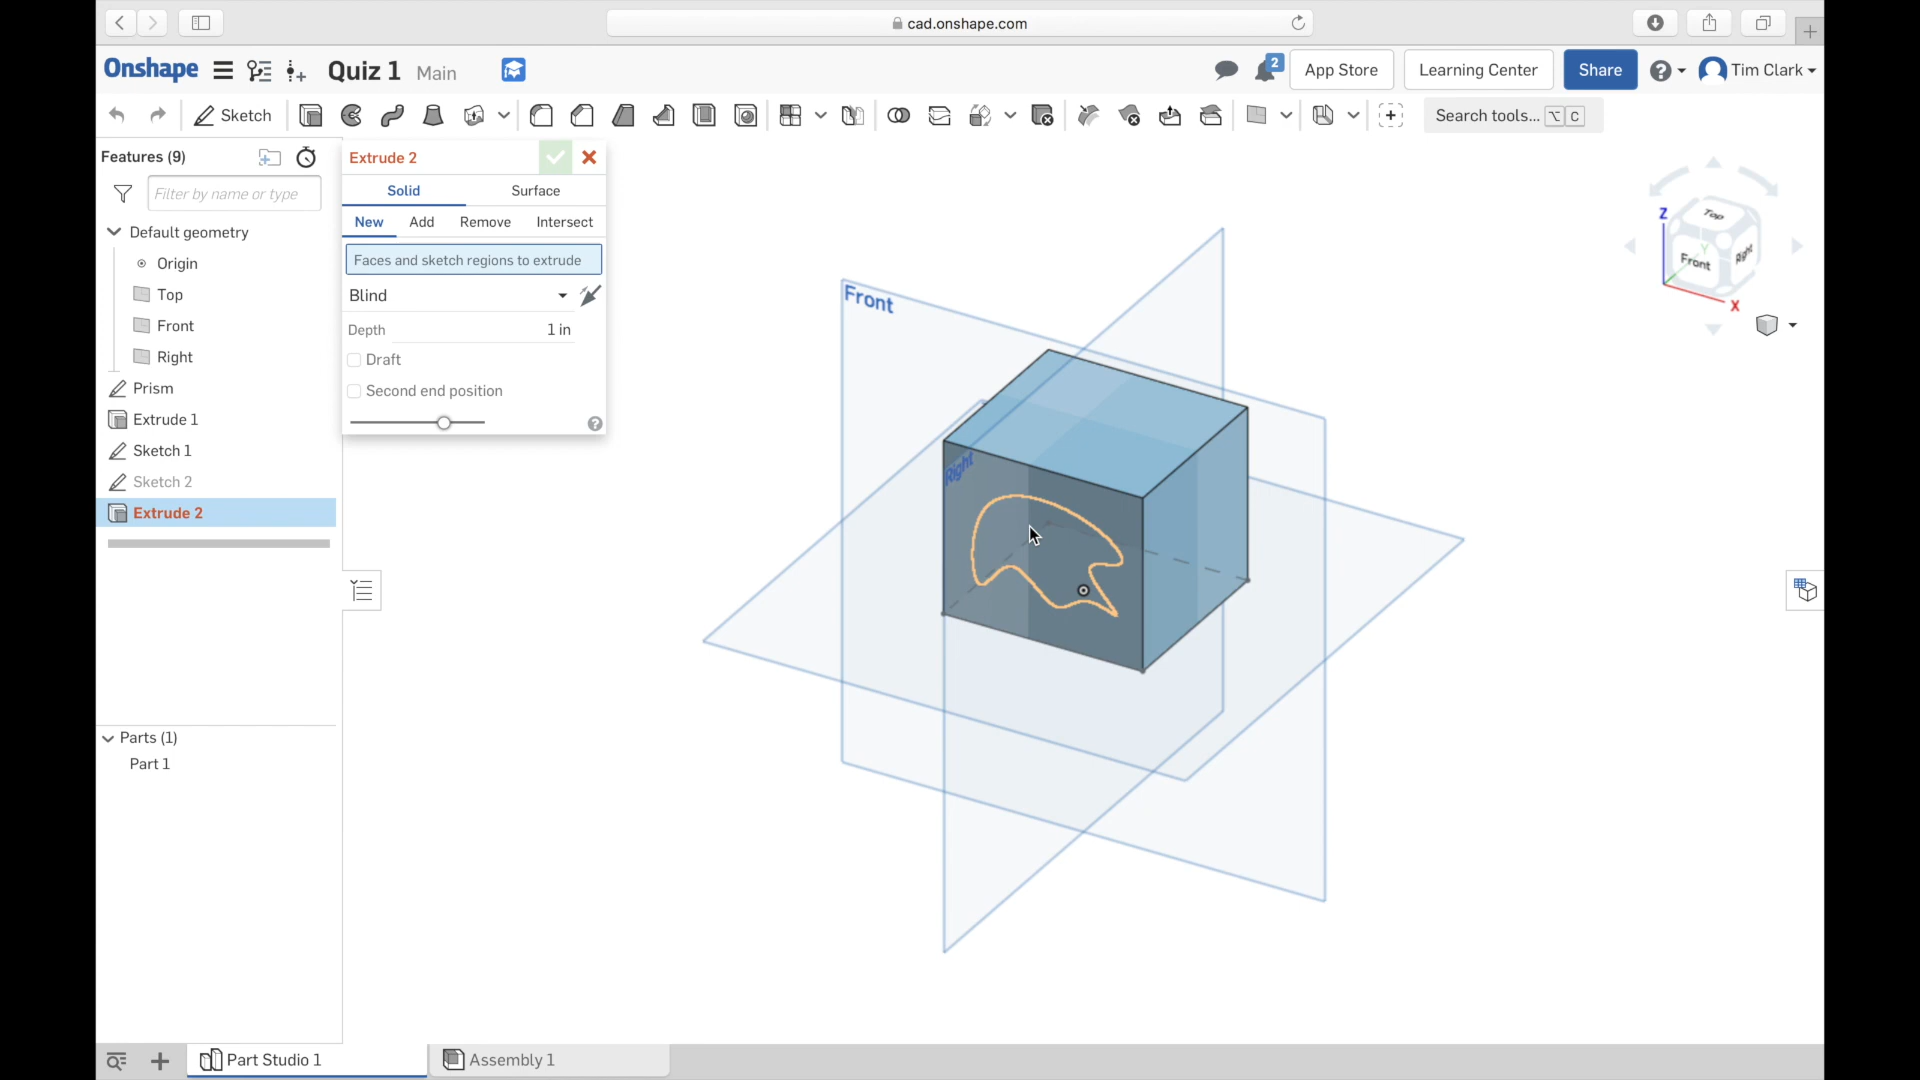 cad.onshape.com
Onshape Quiz 1 Main 2 App Store Learning Center Share Tim Clark
Sketch Search tools... ⌥ C
Features (9)
Filter by name or type
Default geometry
Origin
Top
Front
Right
Prism
Extrude 1
Sketch 1
Sketch 2
Extrude 2
Parts (1)
Part 1
Extrude 2
Solid Surface
New Add Remove Intersect
Faces and sketch regions to extrude
Blind
Depth 1 in
Draft
Second end position
Front
Right
Z
Top
Y
Front Right
X
Part Studio 1 Assembly 1